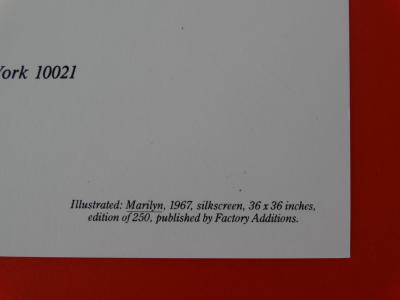 York 10021
Illustrated: Marilyn, 1967, silkscreen, 36 x 36 inches,
edition of 250, published by Factory Additions.